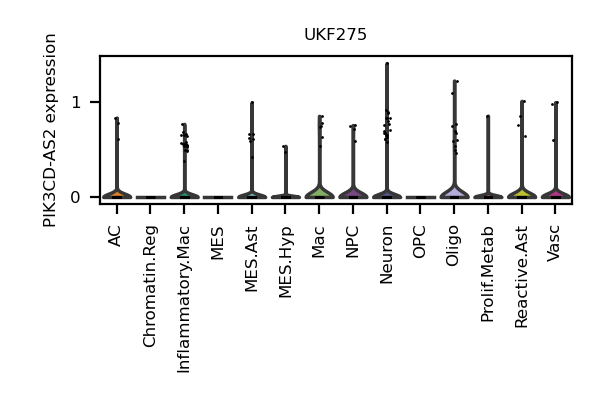 UKF275
PIK3CD-AS2 expression
1
0
AC
Chromatin.Reg
Inflammatory.Mac
MES
MES.Ast
MES.Hyp
Mac
NPC
Neuron
OPC
Oligo
Prolif.Metab
Reactive.Ast
Vasc